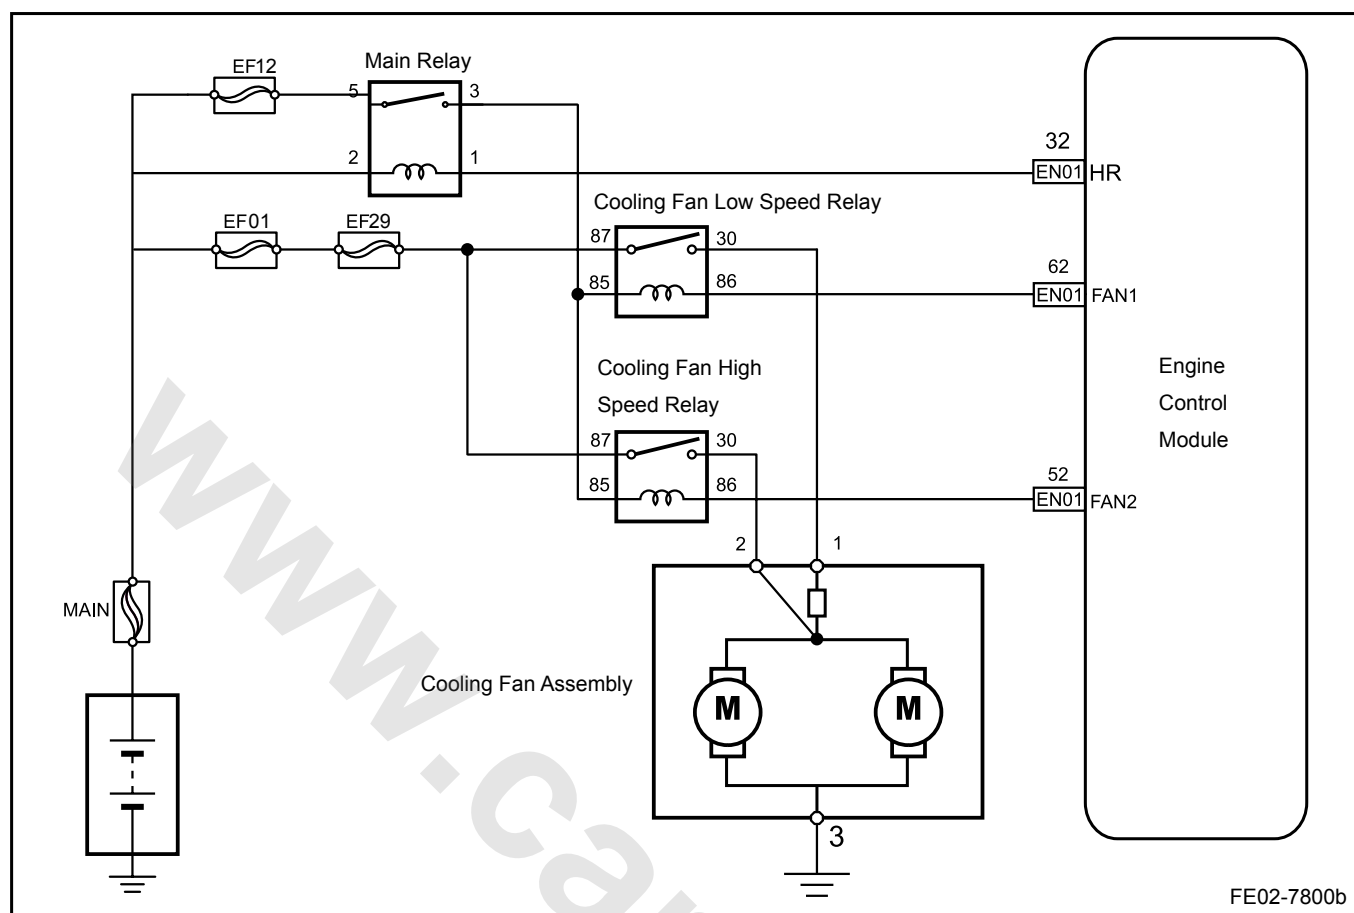 Main Relay
EF12
5
3
2
1
32
EN01 HR
Cooling Fan Low Speed Relay
EF01
EF29
87
30
62
85
86
EN01 FAN1
Cooling Fan High
Speed Relay
Engine
Control
Module
87
30
52
85
86
EN01 FAN2
2
1
MAIN
Cooling Fan Assembly
M
M
3
FE02-7800b
www.car